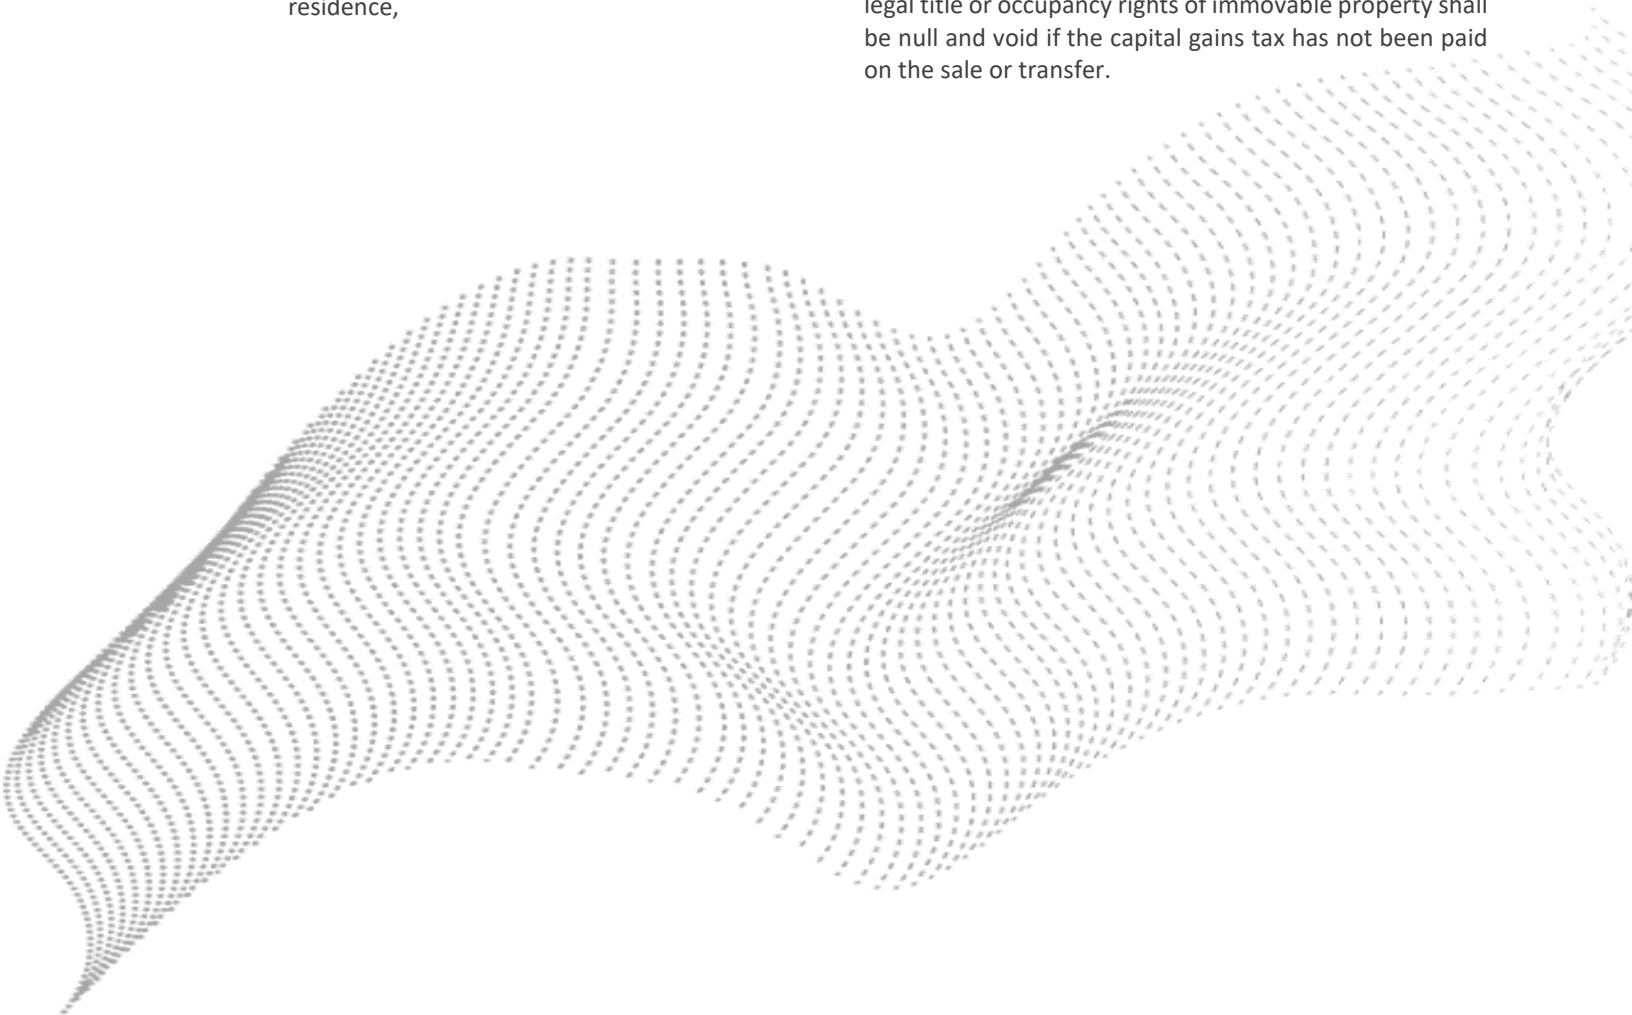 residence,
legal title or occupancy rights of immovable property shall
be null and void if the capital gains tax has not been paid
on the sale or transfer.